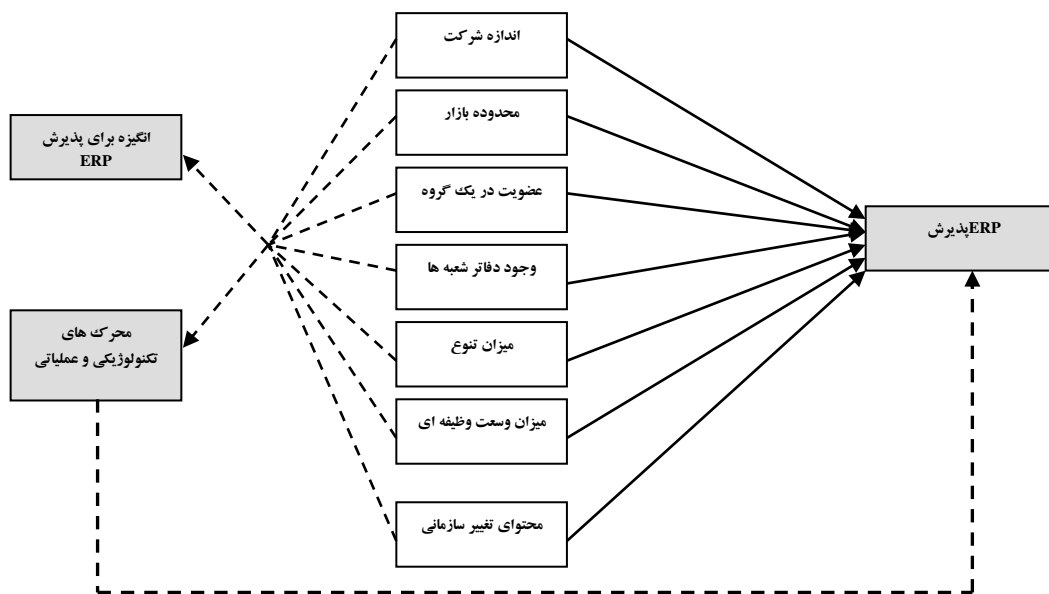 اندازه شرکت
محدوده بازار
انگیزه برای پذیرش
ERP
عضویت در یک گروه
ERPپذیرش
وجود دفاتر شعبه ها
محرک های
تکنولوژیکی و عملیاتی
میزان تنوع
میزان وسعت وظیفه ای
محتوای تغییر سازمانی